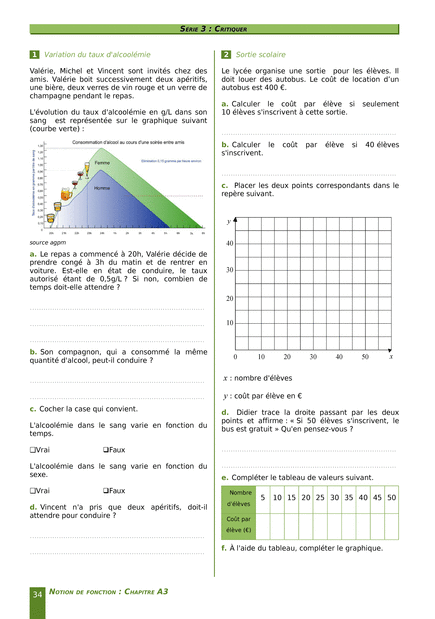 SÉRIE 3 : CRITIQUER
1 Variation du taux d'alcoolémie
Valérie, Michel et Vincent sont invités chez des
amis. Valérie boit successivement deux apéritifs,
une bière, deux verres de vin rouge et un verre de
champagne pendant le repas.
L'évolution du taux d'alcoolémie en g/L dans son
sang est représentée sur le graphique suivant
(courbe verte) :
Consommation d'alcool au cours d'une soirée entre amis
Femme
Homme
source agpm
a. Le repas a commencé à 20h, Valérie décide de
prendre congé à 3h du matin et de rentrer en
voiture. Est-elle en état de conduire, le taux
autorisé étant de 0,5g/L ? Si non, combien de
temps doit-elle attendre ?
b. Son compagnon, qui a consommé la même
quantité d'alcool, peut-il conduire ?
c. Cocher la case qui convient.
L'alcoolémie dans le sang varie en fonction du
temps.
❑Vrai ❑Faux
L'alcoolémie dans le sang varie en fonction du
sexe.
❑Vrai ❑Faux
d. Vincent n'a pris que deux apéritifs, doit-il
attendre pour conduire ?
2 Sortie scolaire
Le lycée organise une sortie pour les élèves. Il
doit louer des autobus. Le coût de location d'un
autobus est 400 €.
a. Calculer le coût par élève si seulement
10 élèves s'inscrivent à cette sortie.
b. Calculer le coût par élève si 40 élèves
s'inscrivent.
c. Placer les deux points correspondants dans le
repère suivant.
y
40
30
20
10
0 10 20 30 40 50 x
x : nombre d'élèves
y : coût par élève en €
d. Didier trace la droite passant par les deux
points et affirme : « Si 50 élèves s'inscrivent, le
bus est gratuit » Qu'en pensez-vous ?
e. Compléter le tableau de valeurs suivant.
Nombre
d'élèves
5 10 15 20 25 30 35 40 45 50
Coût par
élève (€)
f. À l'aide du tableau, compléter le graphique.
34 NOTION DE FONCTION : CHAPITRE A3